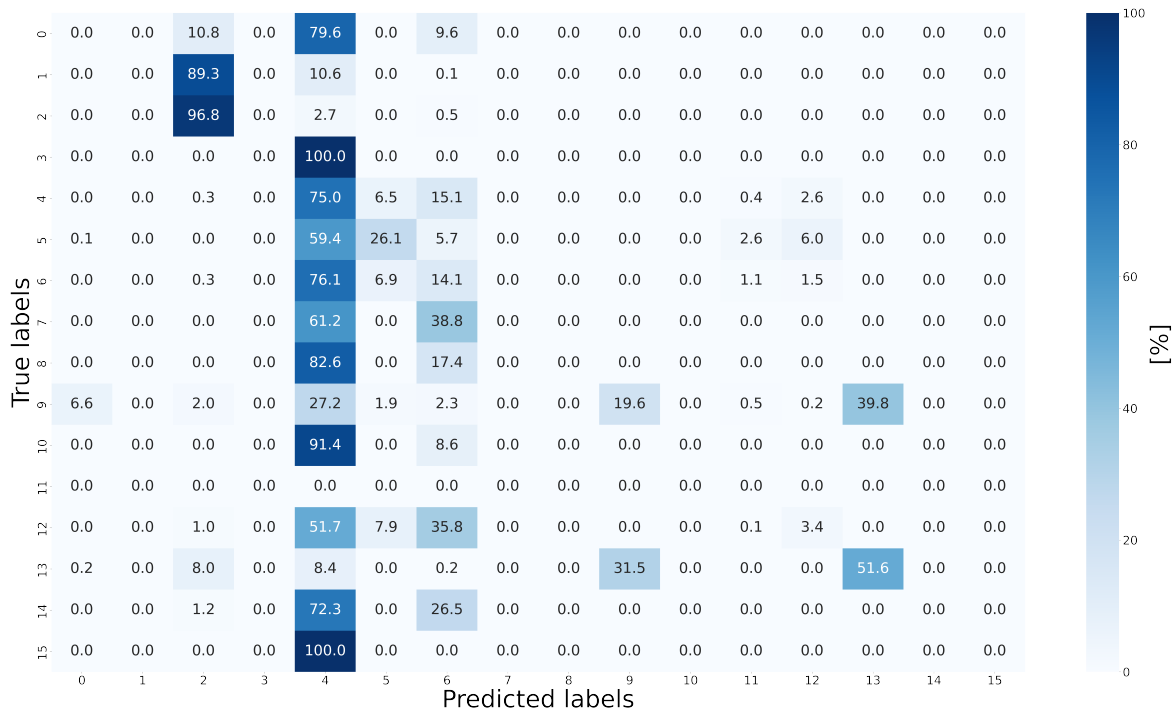 0 0.0 0.0 10.8 0.0 79.6 0.0 9.6 0.0 0.0 0.0 0.0 0.0 0.0 0.0 0.0 0.0
1 0.0 0.0 89.3 0.0 10.6 0.0 0.1 0.0 0.0 0.0 0.0 0.0 0.0 0.0 0.0 0.0
2 0.0 0.0 96.8 0.0 2.7 0.0 0.5 0.0 0.0 0.0 0.0 0.0 0.0 0.0 0.0 0.0
3 0.0 0.0 0.0 0.0 100.0 0.0 0.0 0.0 0.0 0.0 0.0 0.0 0.0 0.0 0.0 0.0
4 0.0 0.0 0.3 0.0 75.0 6.5 15.1 0.0 0.0 0.0 0.0 0.4 2.6 0.0 0.0 0.0
5 0.1 0.0 0.0 0.0 59.4 26.1 5.7 0.0 0.0 0.0 0.0 2.6 6.0 0.0 0.0 0.0
6 0.0 0.0 0.3 0.0 76.1 6.9 14.1 0.0 0.0 0.0 0.0 1.1 1.5 0.0 0.0 0.0
7 0.0 0.0 0.0 0.0 61.2 0.0 38.8 0.0 0.0 0.0 0.0 0.0 0.0 0.0 0.0 0.0
8 0.0 0.0 0.0 0.0 82.6 0.0 17.4 0.0 0.0 0.0 0.0 0.0 0.0 0.0 0.0 0.0
9 6.6 0.0 2.0 0.0 27.2 1.9 2.3 0.0 0.0 19.6 0.0 0.5 0.2 39.8 0.0 0.0
10 0.0 0.0 0.0 0.0 91.4 0.0 8.6 0.0 0.0 0.0 0.0 0.0 0.0 0.0 0.0 0.0
11 0.0 0.0 0.0 0.0 0.0 0.0 0.0 0.0 0.0 0.0 0.0 0.0 0.0 0.0 0.0 0.0
12 0.0 0.0 1.0 0.0 51.7 7.9 35.8 0.0 0.0 0.0 0.0 0.1 3.4 0.0 0.0 0.0
13 0.2 0.0 8.0 0.0 8.4 0.0 0.2 0.0 0.0 31.5 0.0 0.0 0.0 51.6 0.0 0.0
14 0.0 0.0 1.2 0.0 72.3 0.0 26.5 0.0 0.0 0.0 0.0 0.0 0.0 0.0 0.0 0.0
15 0.0 0.0 0.0 0.0 100.0 0.0 0.0 0.0 0.0 0.0 0.0 0.0 0.0 0.0 0.0 0.0
0 1 2 3 4 5 6 7 8 9 10 11 12 13 14 15
Predicted labels
True labels
100
80
60
40
20
0
[%]